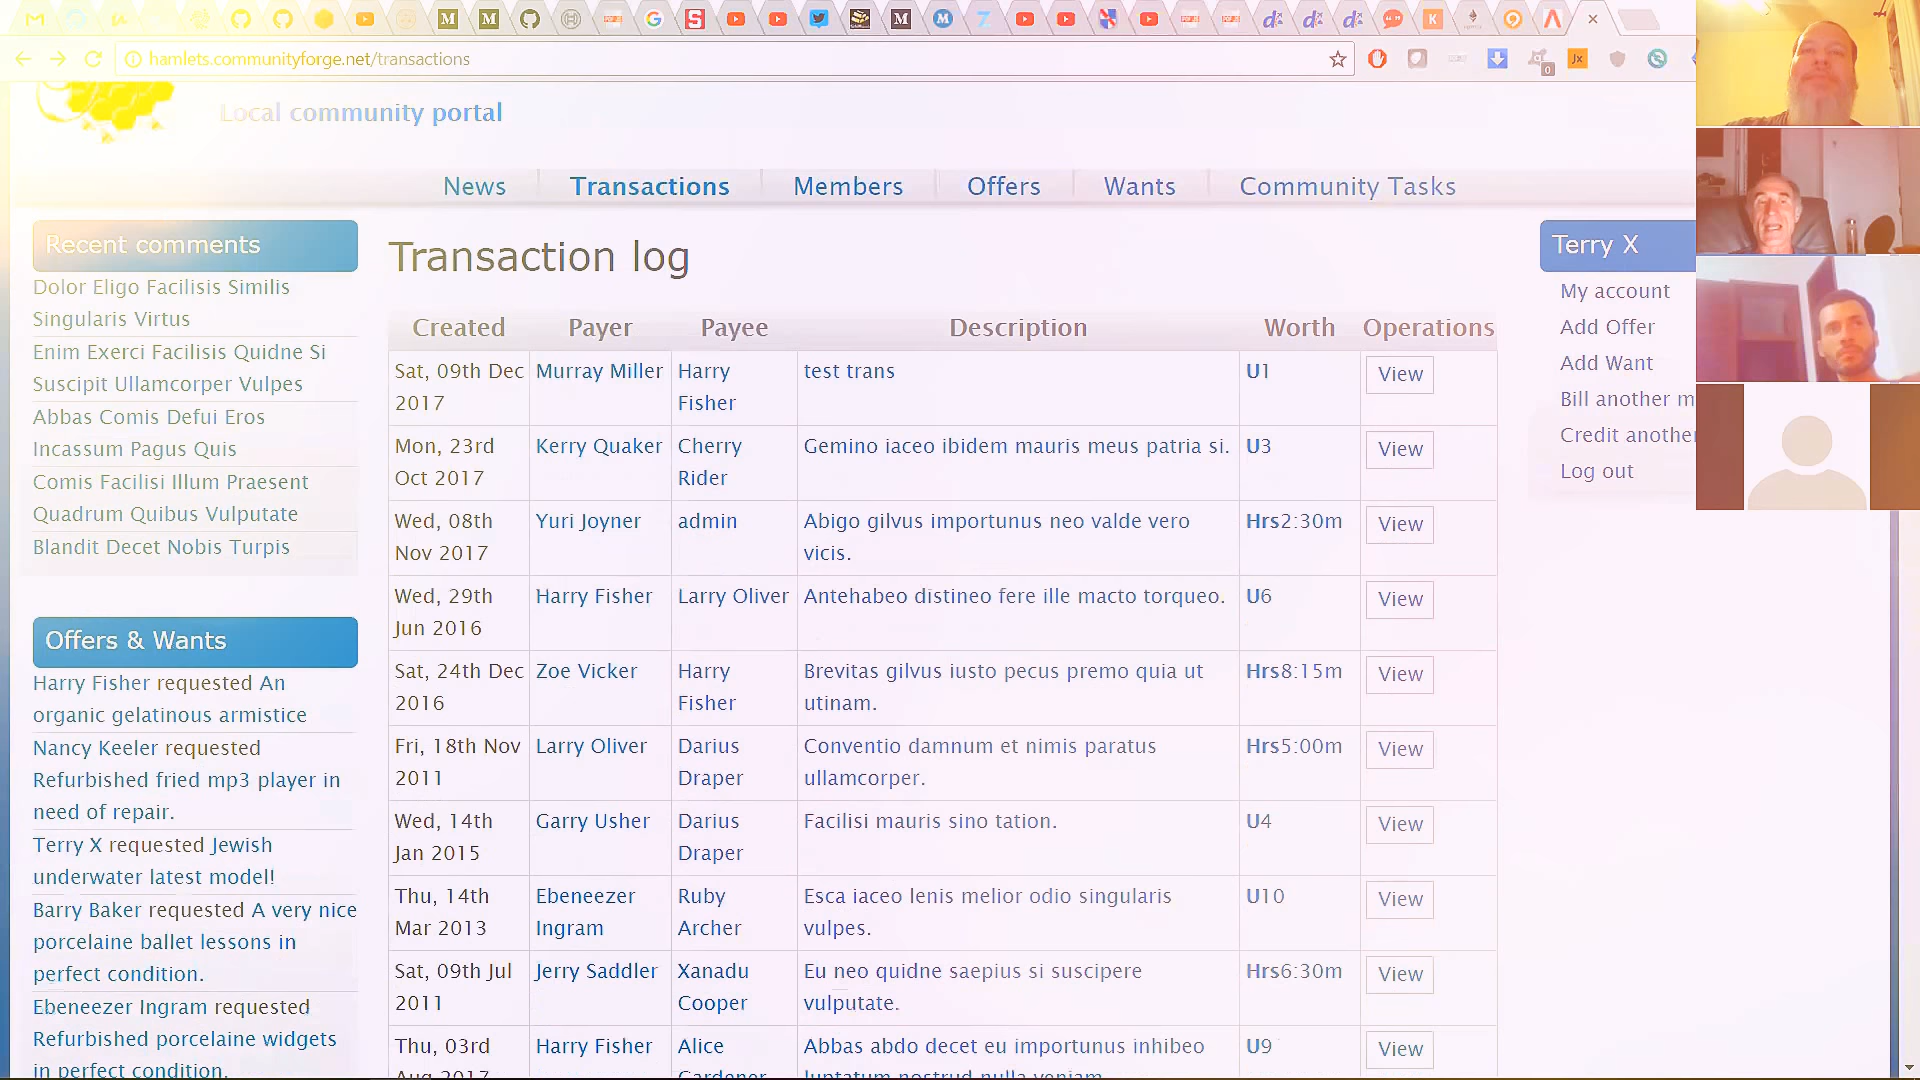 hamlets.communityforge.net/transactions
Local community portal
News
Transactions
Members
Offers
Wants
Community Tasks
Recent comments
Dolor Eligo Facilisis Similis
Singularis Virtus
Enim Exerci Facilisis Quidne Si
Suscipit Ullamcorper Vulpes
Abbas Comis Defui Eros
Incassum Pagus Quis
Comis Facilisi Illum Praesent
Quadrum Quibus Vulputate
Blandit Decet Nobis Turpis
Offers & Wants
Harry Fisher requested An
organic gelatinous armistice
Nancy Keeler requested
Refurbished fried mp3 player in
need of repair.
Terry X requested Jewish
underwater latest model!
Barry Baker requested A very nice
porcelaine ballet lessons in
perfect condition.
Ebeneezer Ingram requested
Refurbished porcelaine widgets
in perfect condition.
Transaction log
Created Payer Payee Description Worth Operations
Sat, 09th Dec Murray Miller Harry test trans U1 View
2017 Fisher
Mon, 23rd Kerry Quaker Cherry Gemino iaceo ibidem mauris meus patria si. U3 View
Oct 2017 Rider
Wed, 08th Yuri Joyner admin Abigo gilvus importunus neo valde vero Hrs2:30m View
Nov 2017 vicis.
Wed, 29th Harry Fisher Larry Oliver Antehabeo distineo fere ille macto torqueo. U6 View
Jun 2016
Sat, 24th Dec Zoe Vicker Harry Brevitas gilvus iusto pecus premo quia ut Hrs8:15m View
2016 Fisher utinam.
Fri, 18th Nov Larry Oliver Darius Conventio damnum et nimis paratus Hrs5:00m View
2011 Draper ullamcorper.
Wed, 14th Garry Usher Darius Facilisi mauris sino tation. U4 View
Jan 2015 Draper
Thu, 14th Ebeneezer Ruby Esca iaceo lenis melior odio singularis U10 View
Mar 2013 Ingram Archer vulpes.
Sat, 09th Jul Jerry Saddler Xanadu Eu neo quidne saepius si suscipere Hrs6:30m View
2011 Cooper vulputate.
Thu, 03rd Harry Fisher Alice Abbas abdo decet eu importunus inhibeo U9 View
Aug 2017 Gardener luptatum nostrud nulla veniam.
Terry X
My account
Add Offer
Add Want
Bill another m
Credit another
Log out